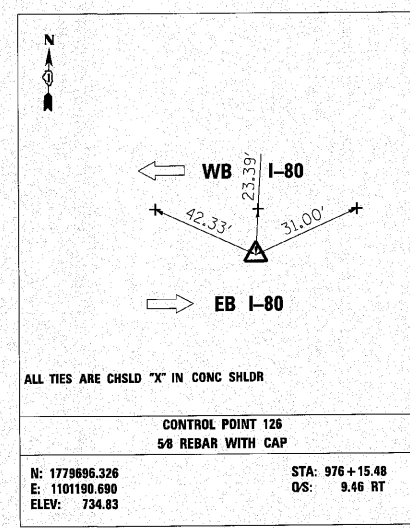 N
WB I-80
23.39'
42.33'
31.00'
EB I-80
ALL TIES ARE CHSLD "X" IN CONC SHLDR
CONTROL POINT 126
5/8 REBAR WITH CAP
N: 1779696.326
E: 1101190.690
ELEV: 734.83
STA: 976+15.48
O/S: 9.46 RT